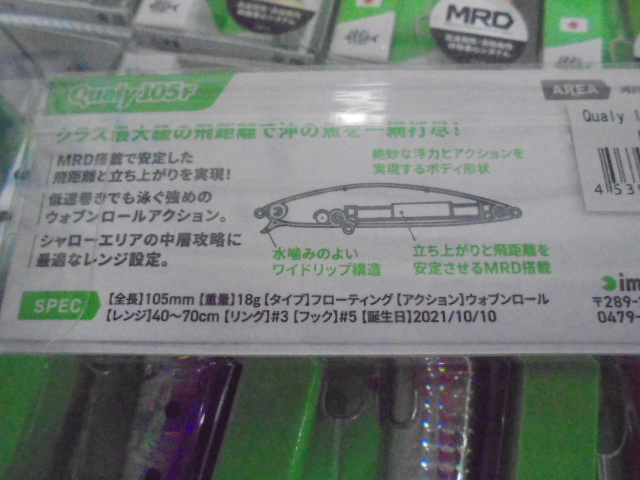 MRD
Qualy 105F
AREA
クラス最大級の飛距離で沖の魚を一網打尽!
Qualy 1
MRD搭載で安定した
飛距離と立ち上がりを実現!
低速巻きでも泳ぐ強めの
ウォブンロールアクション。
シャローエリアの中層攻略に
最適なレンジ設定。
絶妙な浮力とアクションを
実現するボディ形状
水噛みのよい
ワイドリップ構造
立ち上がりと飛距離を
安定させるMRD搭載
453
im
〒289-
0479-
SPEC
【全長】105mm【重量】18g【タイプ】フローティング【アクション】ウォブンロール
【レンジ】40〜70cm【リング】#3【フック】#5【誕生日】2021/10/10